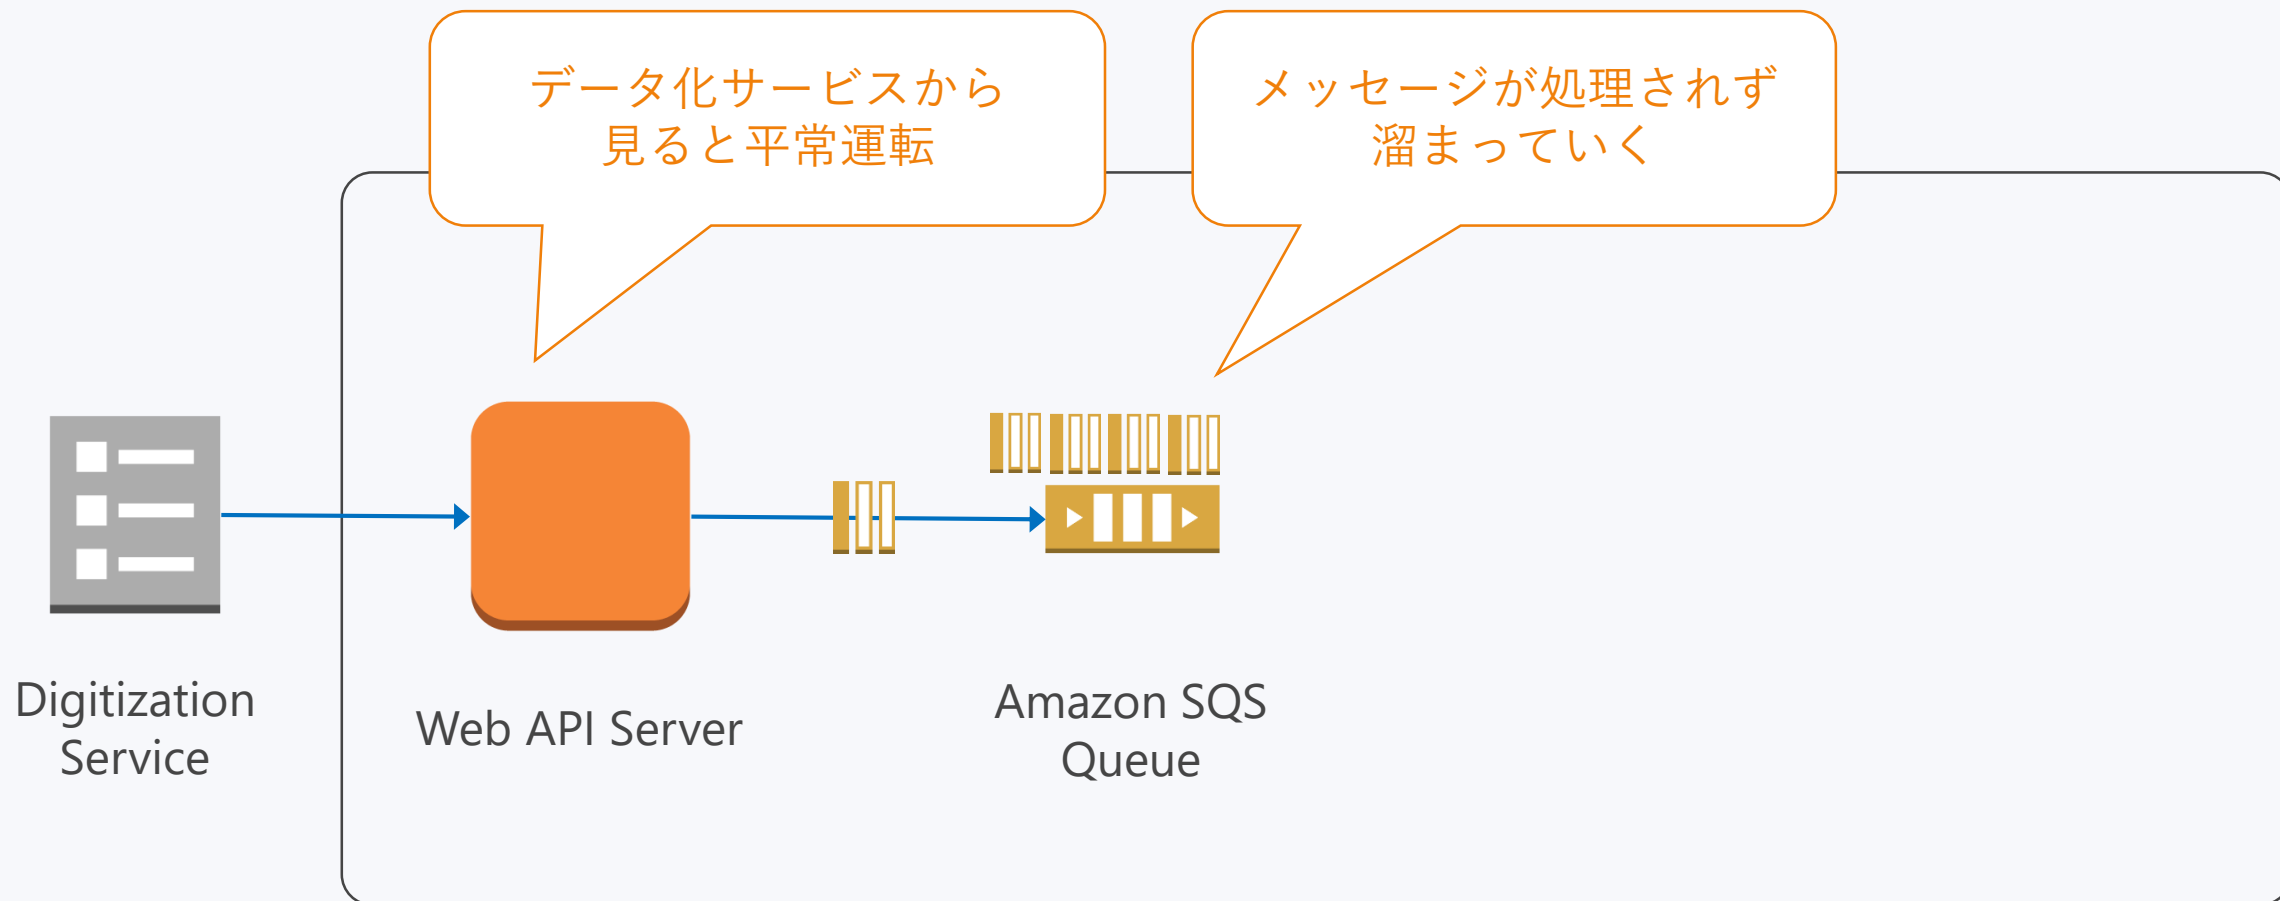 データ化サービスから
見ると平常運転
メッセージが処理されず
溜まっていく
Digitization
Service
Web API Server
Amazon SQS
Queue